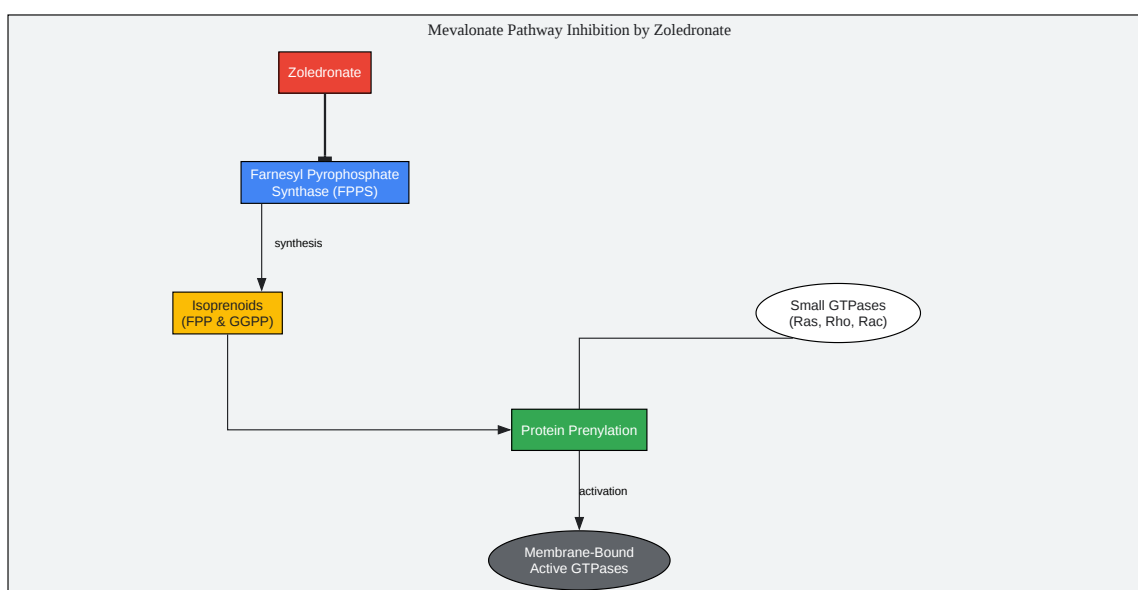 Mevalonate Pathway Inhibition by Zoledronate
Zoledronate
Farnesyl Pyrophosphate
Synthase (FPPS)
synthesis
Isoprenoids
(FPP & GGPP)
Small GTPases
(Ras, Rho, Rac)
Protein Prenylation
activation
Membrane-Bound
Active GTPases